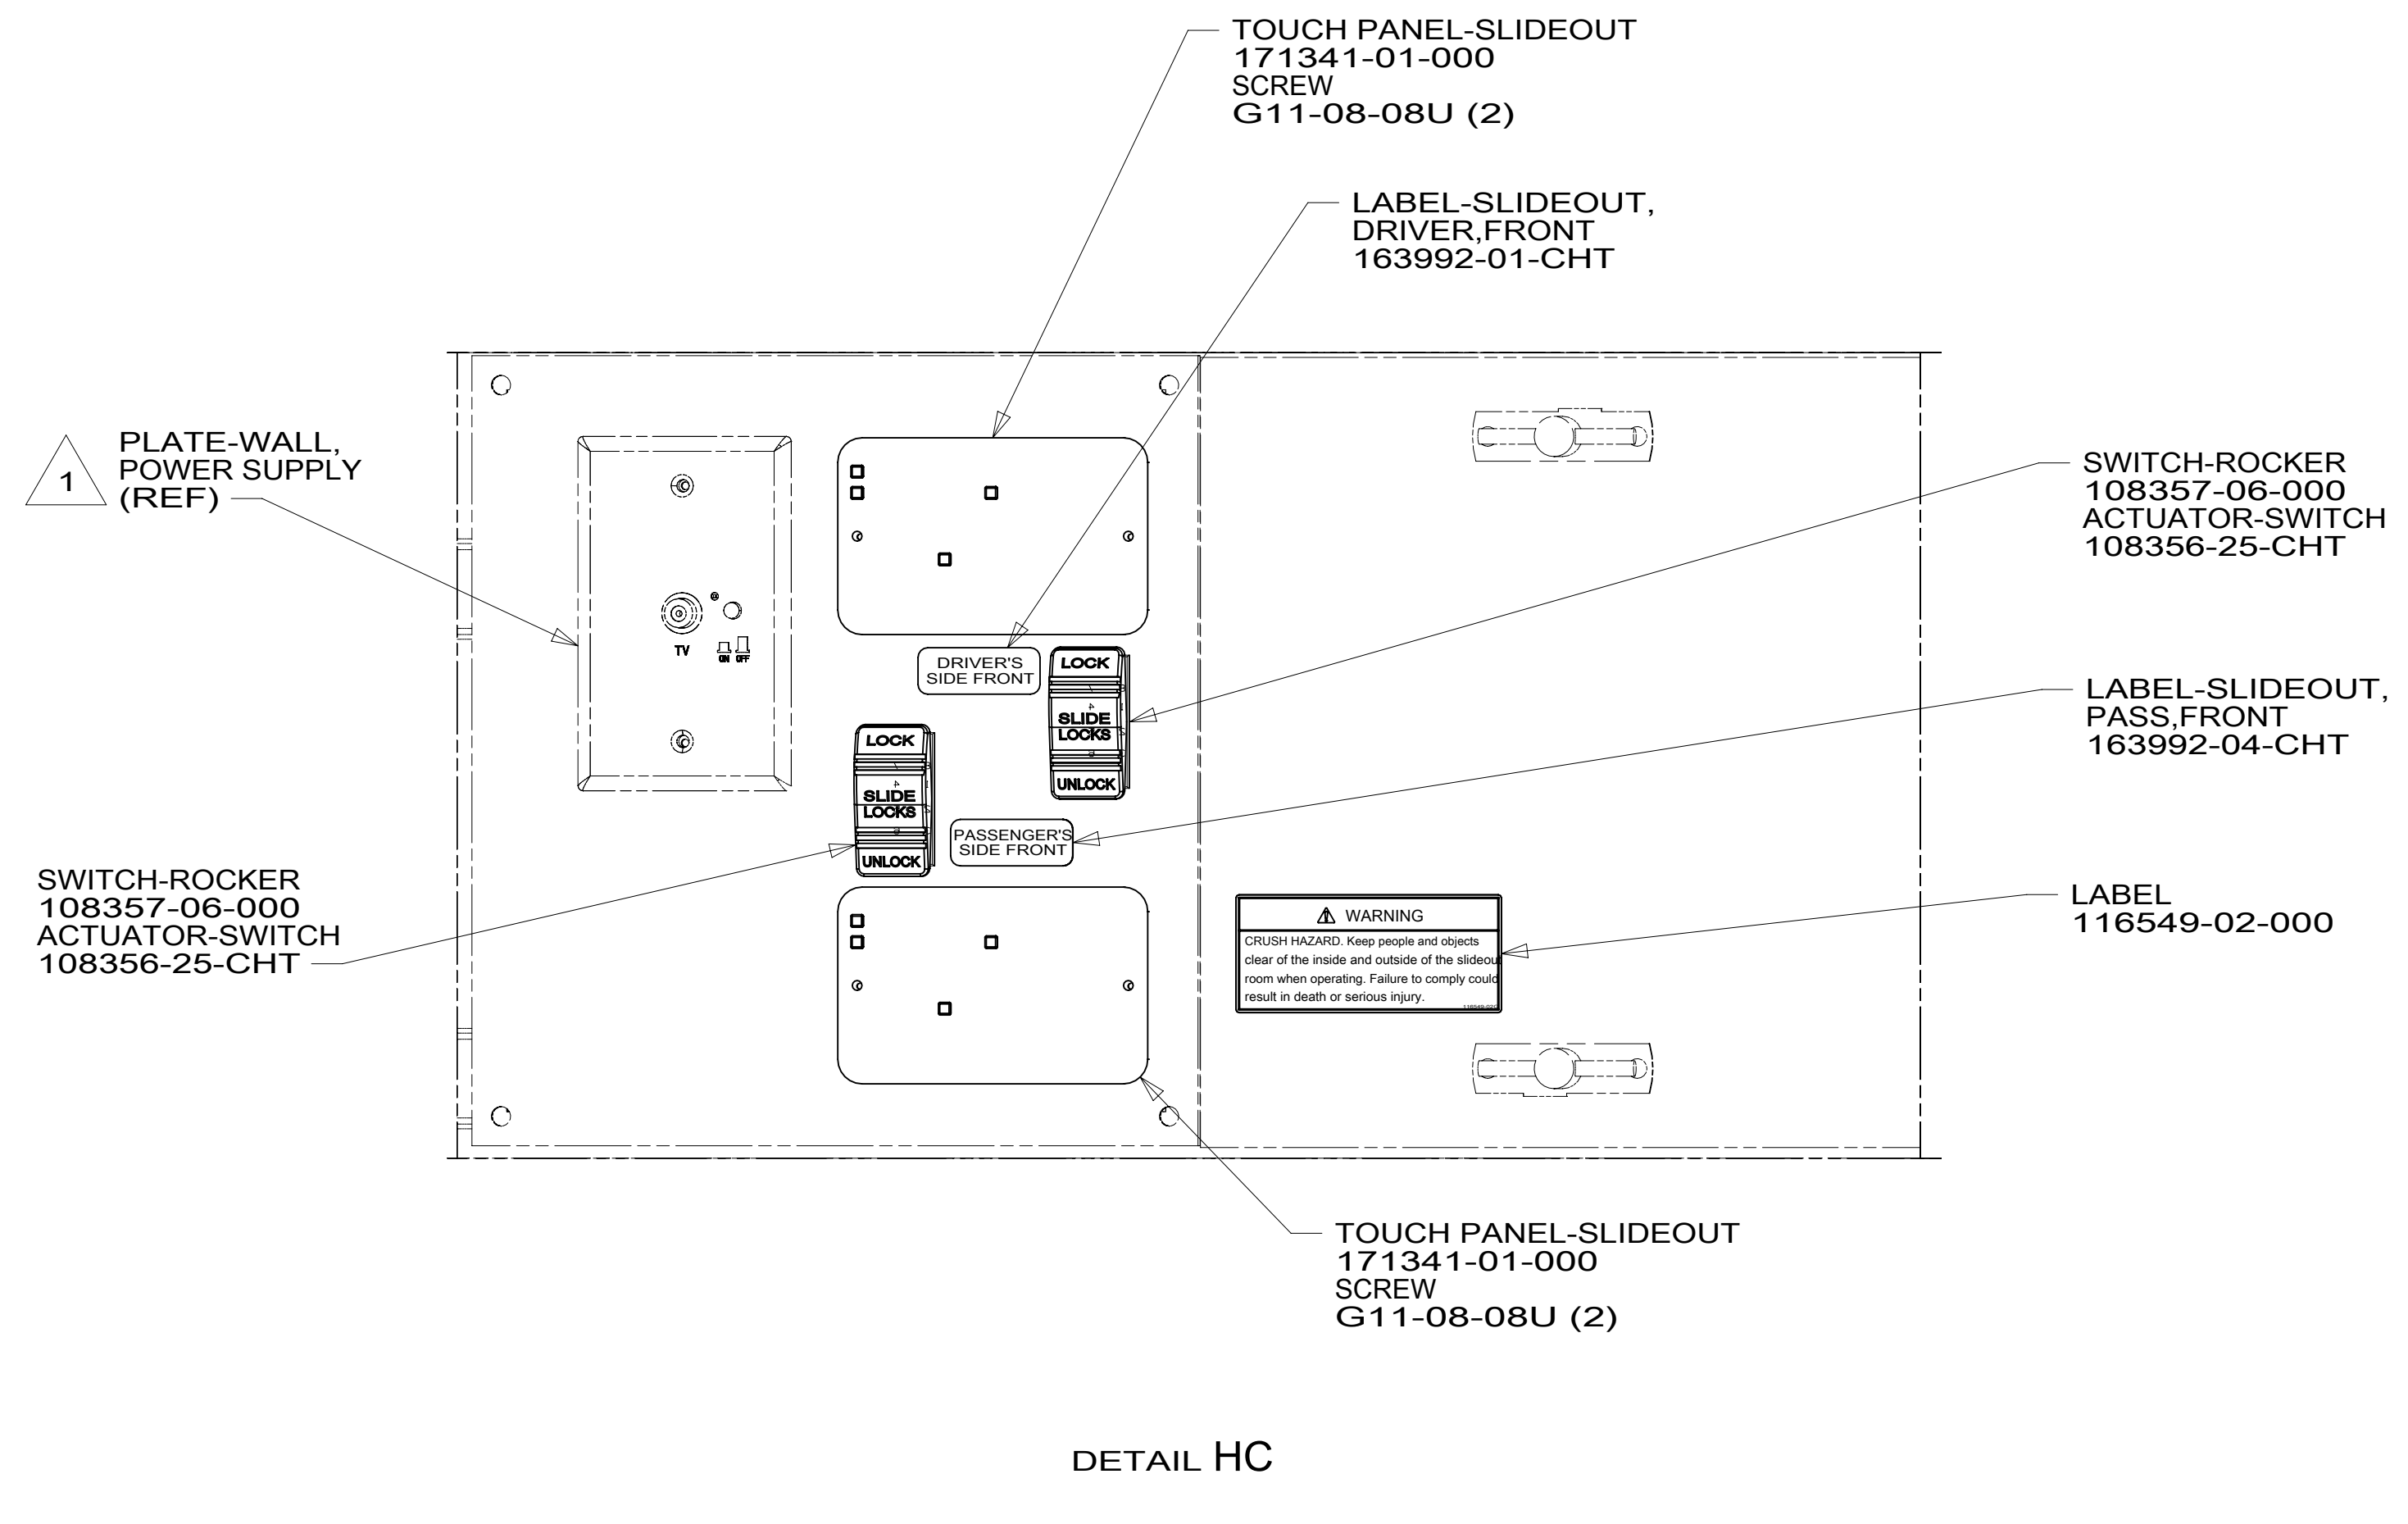 TOUCH PANEL-SLIDEOUT
171341-01-000
SCREW
G11-08-08U (2)
LABEL-SLIDEOUT,
DRIVER,FRONT
163992-01-CHT
1
PLATE-WALL,
POWER SUPPLY
(REF)
SWITCH-ROCKER
108357-06-000
ACTUATOR-SWITCH
108356-25-CHT
TV
ON OFF
DRIVER'S
SIDE FRONT
LOCK
SLIDE
LOCKS
UNLOCK
LABEL-SLIDEOUT,
PASS,FRONT
163992-04-CHT
LOCK
SLIDE
LOCKS
UNLOCK
PASSENGER'S
SIDE FRONT
SWITCH-ROCKER
108357-06-000
ACTUATOR-SWITCH
108356-25-CHT
WARNING
CRUSH HAZARD. Keep people and objects
clear of the inside and outside of the slideout
room when operating. Failure to comply could
result in death or serious injury.
LABEL
116549-02-000
TOUCH PANEL-SLIDEOUT
171341-01-000
SCREW
G11-08-08U (2)
DETAIL HC